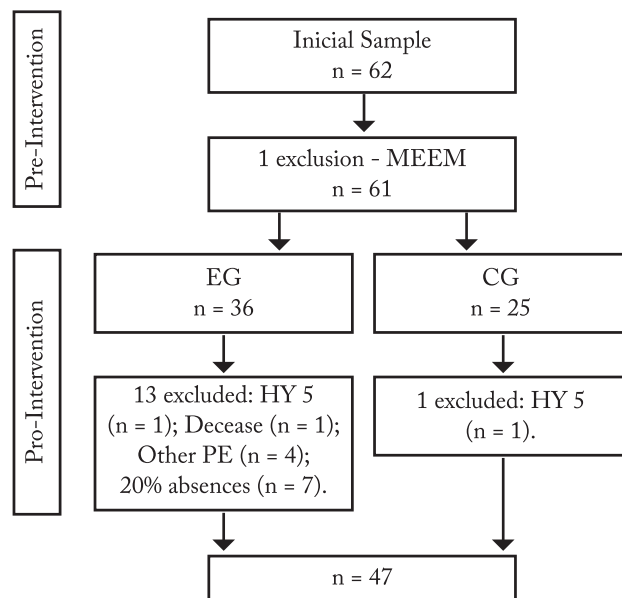 Pre-Intervention
Inicial Sample
n = 62
1 exclusion - MEEM
n = 61
Pro-Intervention
EG
n = 36
CG
n = 25
13 excluded: HY 5
(n = 1); Decease (n = 1);
Other PE (n = 4);
20% absences (n = 7).
1 excluded: HY 5
(n = 1).
n = 47